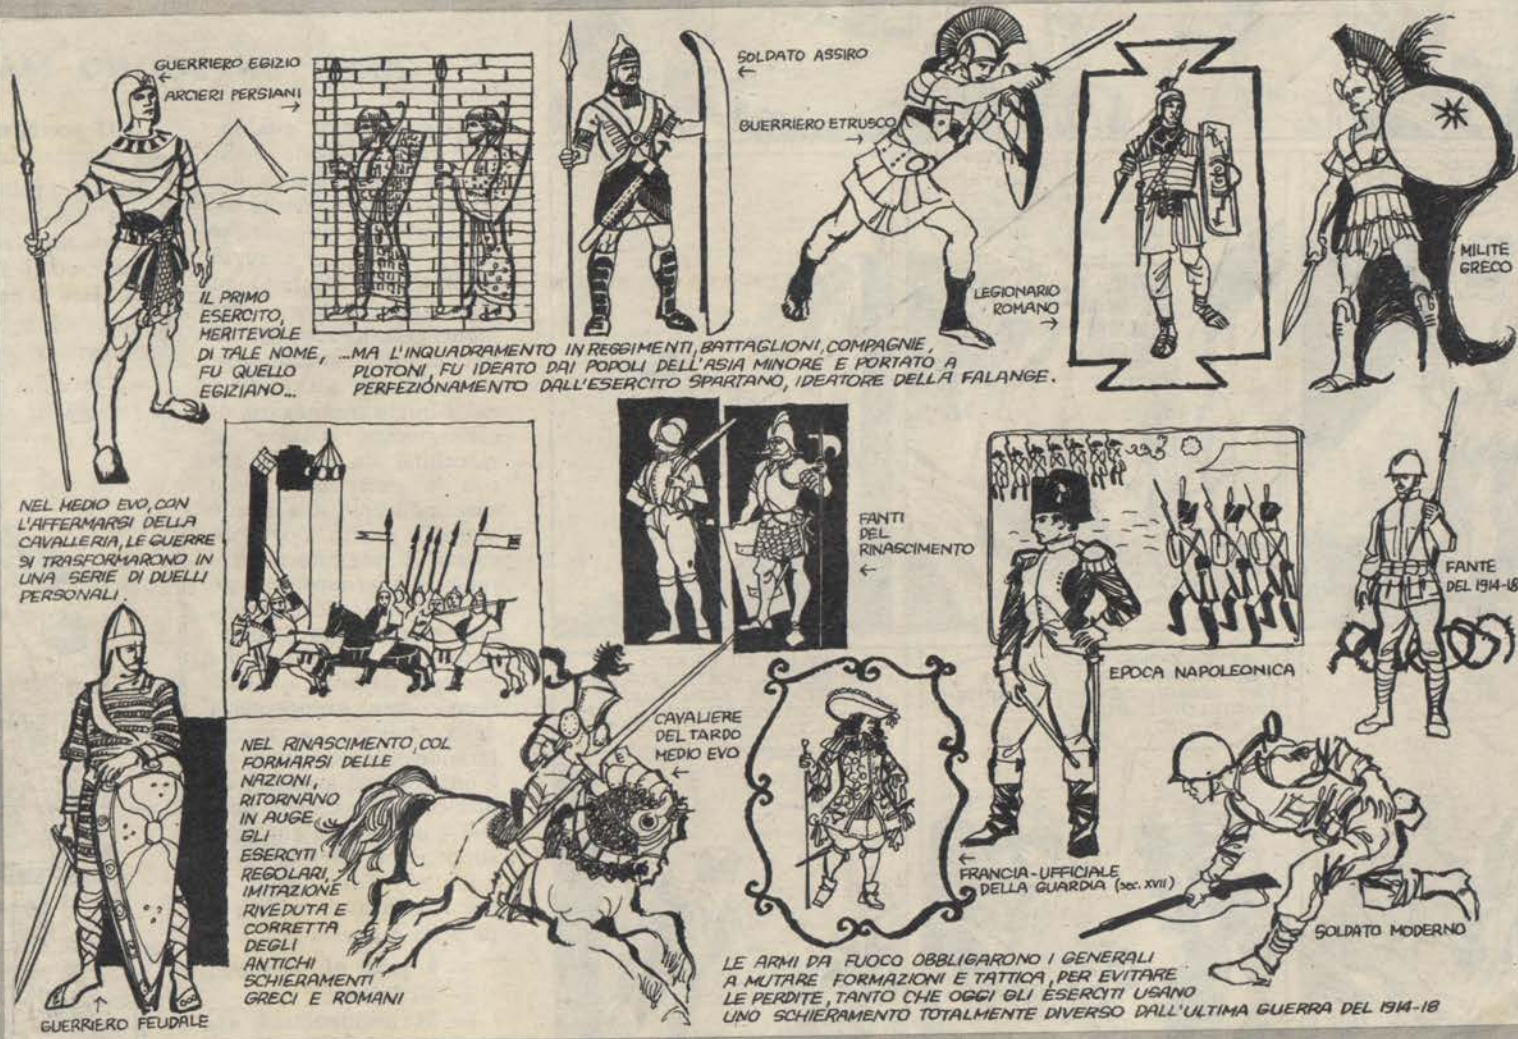 GUERRIERO EGIZIO
ARCIERI PERSIANI
SOLDATO ASSIRO
GUERRIERO ETRUSCO
LEGIONARIO
ROMANO
MILITE
GRECO
IL PRIMO
ESERCITO,
MERITEVOLE
DI TALE NOME,
FU QUELLO
EGIZIANO...
...MA L'INQUADRAMENTO IN REGGIMENTI, BATTAGLIONI, COMPAGNIE,
PLOTONI, FU IDEATO DAI POPOLI DELL'ASIA MINORE E PORTATO A
PERFEZIONAMENTO DALL'ESERCITO SPARTANO, IDEATORE DELLA FALANGE.
NEL MEDIO EVO, CON
L'AFFERMARSI DELLA
CAVALLERIA, LE GUERRE
SI TRASFORMARONO IN
UNA SERIE DI DUELLI
PERSONALI.
FANTI
DEL
RINASCIMENTO
FANTE
DEL 1914-18
EPOCA NAPOLEONICA
CAVALIERE
DEL TARDO
MEDIO EVO
NEL RINASCIMENTO, COL
FORMARSI DELLE
NAZIONI,
RITORNANO
IN AUGE
GLI
ESERCITI
REGOLARI,
IMITAZIONE
RIVEDUTA E
CORRETTA
DEGLI
ANTICHI
SCHIERAMENTI
GRECI E ROMANI
GUERRIERO FEUDALE
FRANCIA-UFFICIALE
DELLA GUARDIA (sec. XVII)
SOLDATO MODERNO
LE ARMI DA FUOCO OBBLIGARONO I GENERALI
A MUTARE FORMAZIONI E TATTICA, PER EVITARE
LE PERDITE, TANTO CHE OGGI GLI ESERCITI USANO
UNO SCHIERAMENTO TOTALMENTE DIVERSO DALL'ULTIMA GUERRA DEL 1914-18